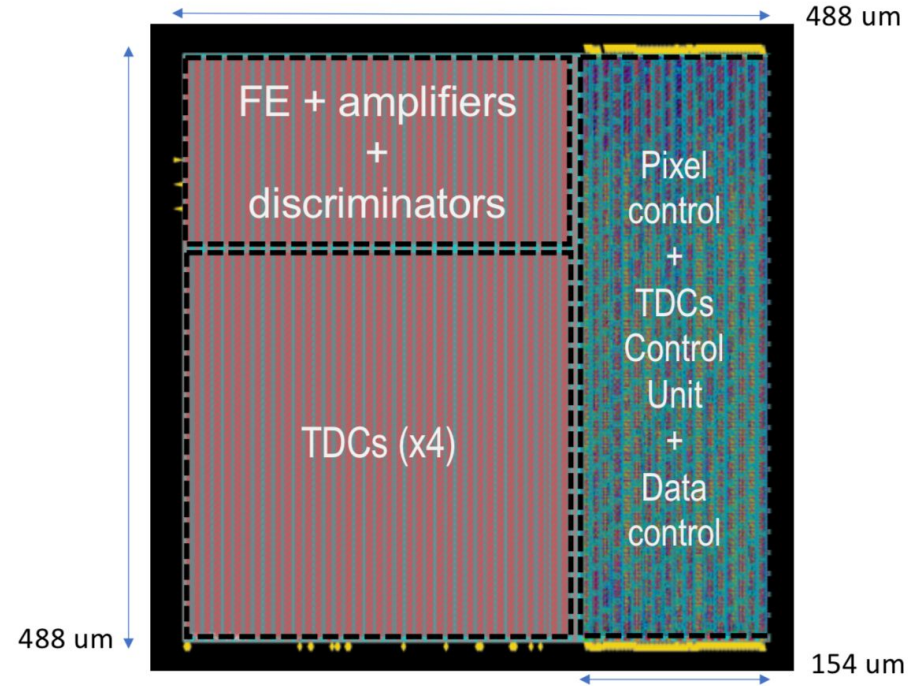 488 um
FE + amplifiers
+
discriminators
Pixel
control
+
TDCs
Control
Unit
+
Data
control
TDCs (x4)
488 um
154 um